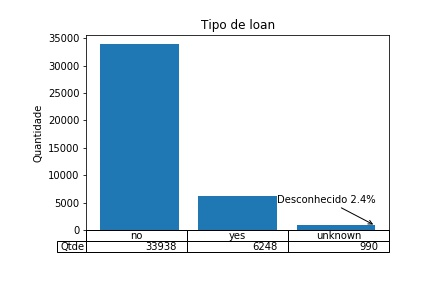 Tipo de loan
35000
30000
25000
20000
15000
10000
5000
0
Quantidade
Desconhecido 2.4%
no yes unknown
Qtde 33938 6248 990